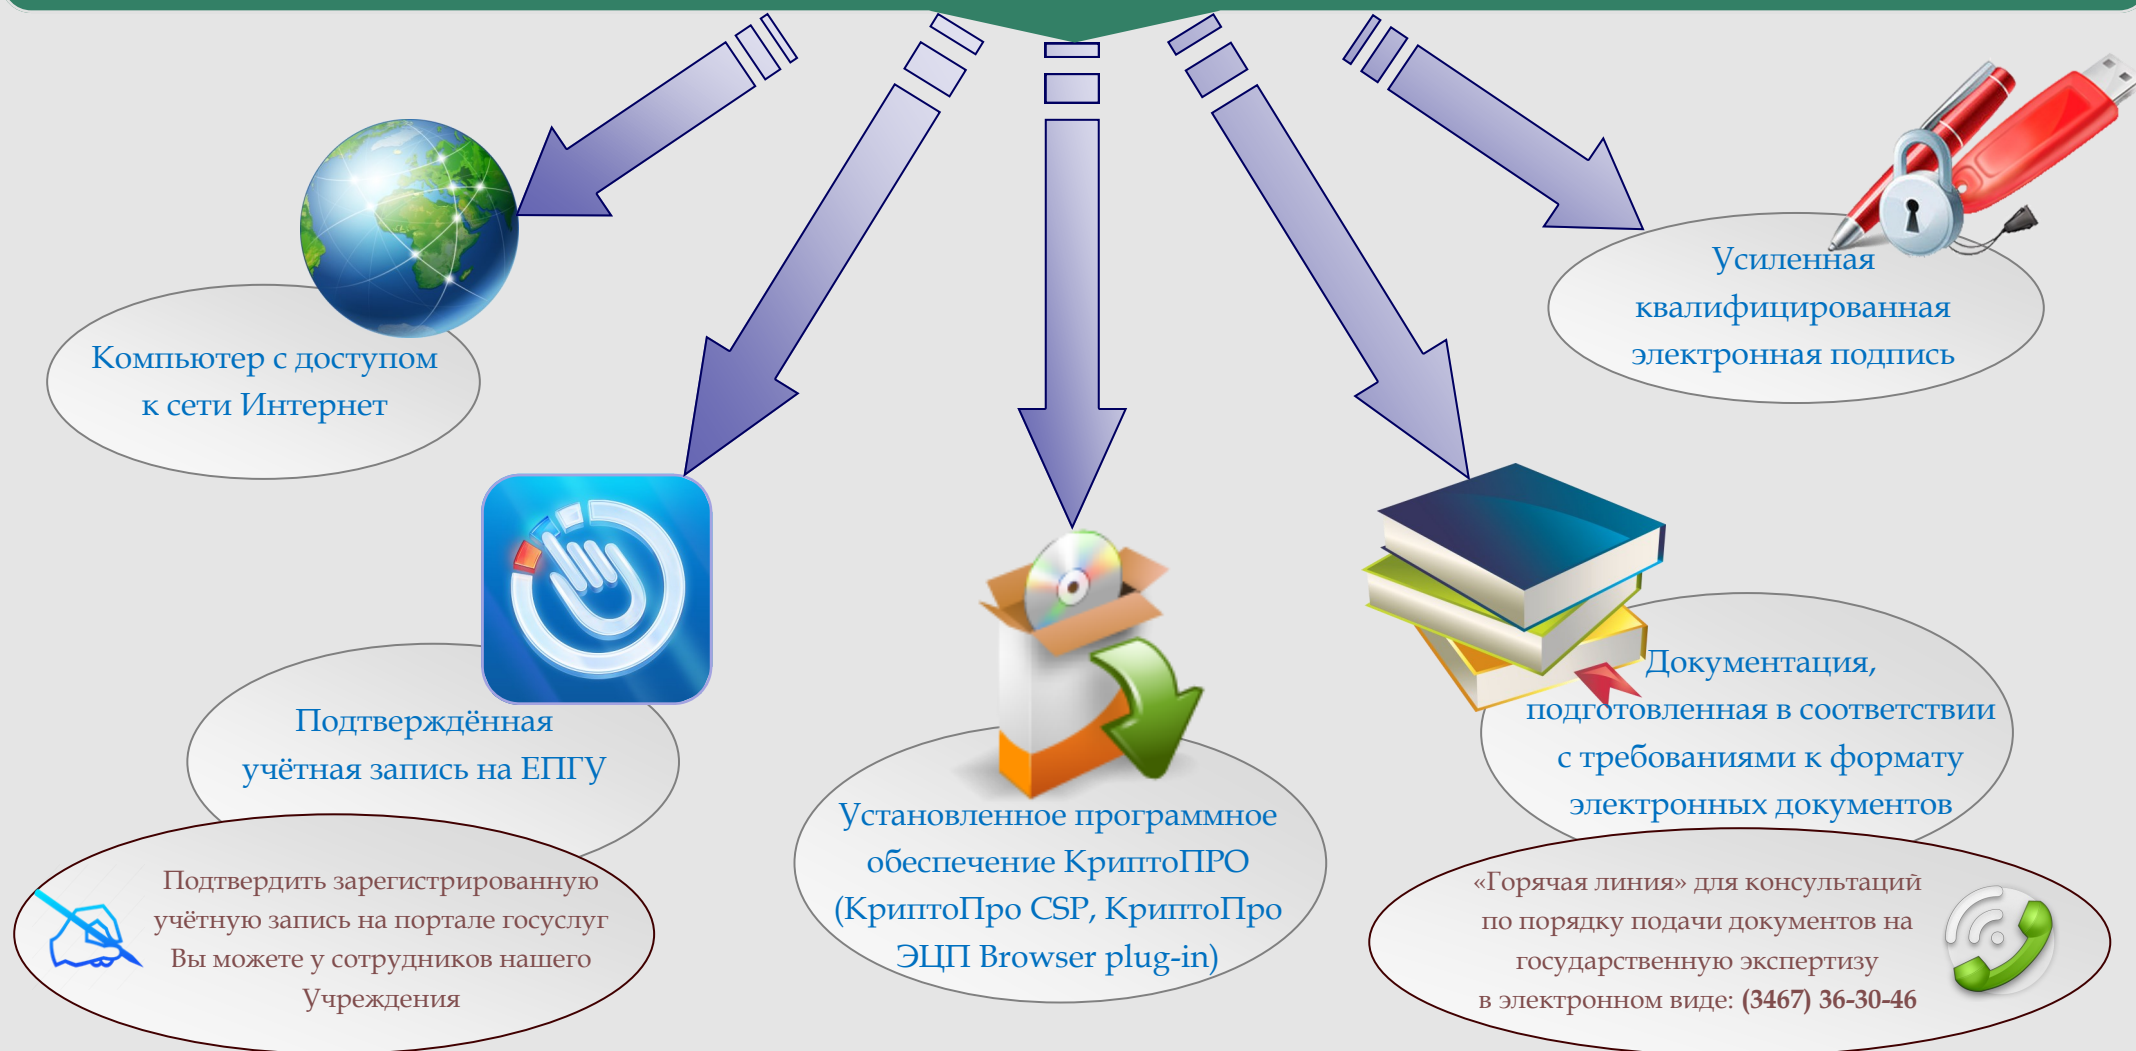 Компьютер с доступом
к сети Интернет
Подтверждённая
учётная запись на ЕПГУ
Подтвердить зарегистрированную
учётную запись на портале госуслуг
Вы можете у сотрудников нашего
Учреждения
Установленное программное
обеспечение КриптоПРО
(КриптоПро CSP, КриптоПро
ЭЦП Browser plug-in)
Усиленная
квалифицированная
электронная подпись
Документация,
подготовленная в соответствии
с требованиями к формату
электронных документов
«Горячая линия» для консультаций
по порядку подачи документов на
государственную экспертизу
в электронном виде: (3467) 36-30-46